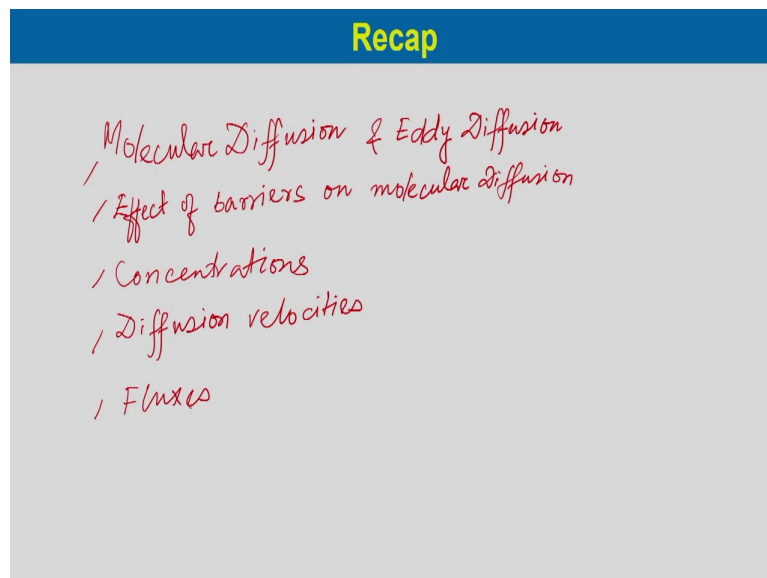 Recap
Molecular Diffusion & Eddy Diffusion
Effect of barriers on molecular Diffusion
Concentrations
Diffusion velocities
Fluxes